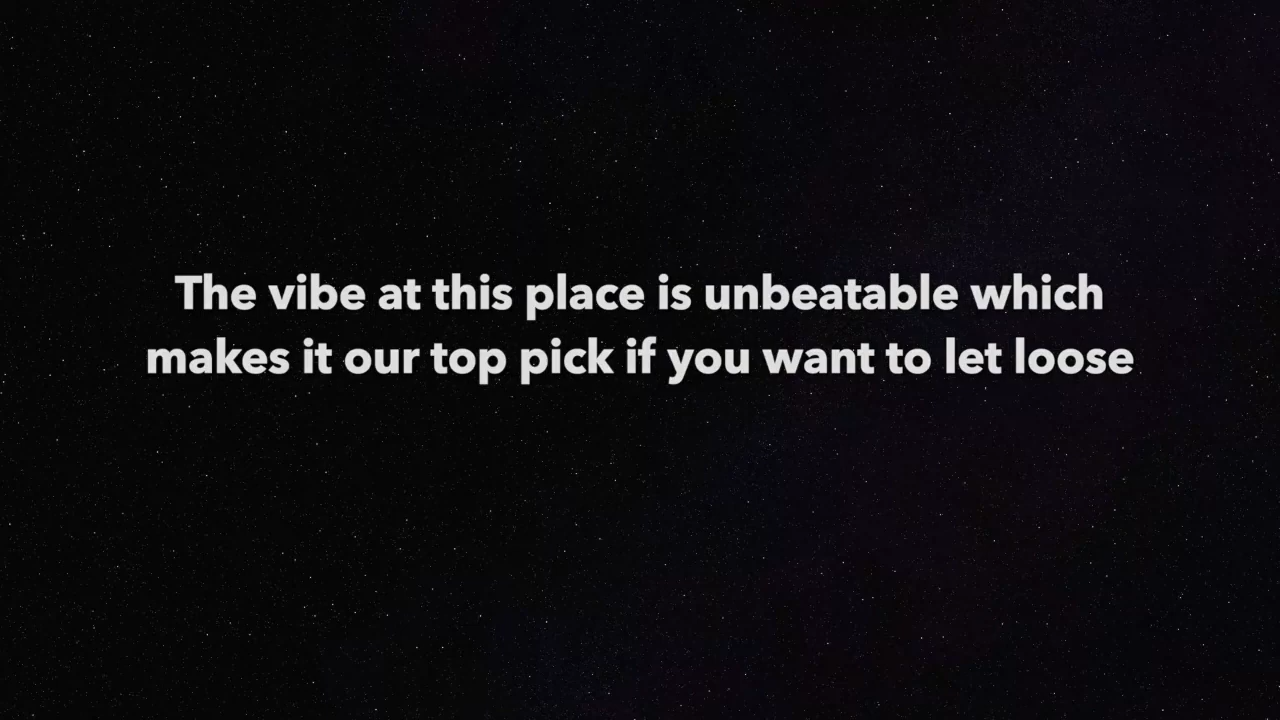 The vibe at this place is unbeatable which
makes it our top pick if you want to let loose